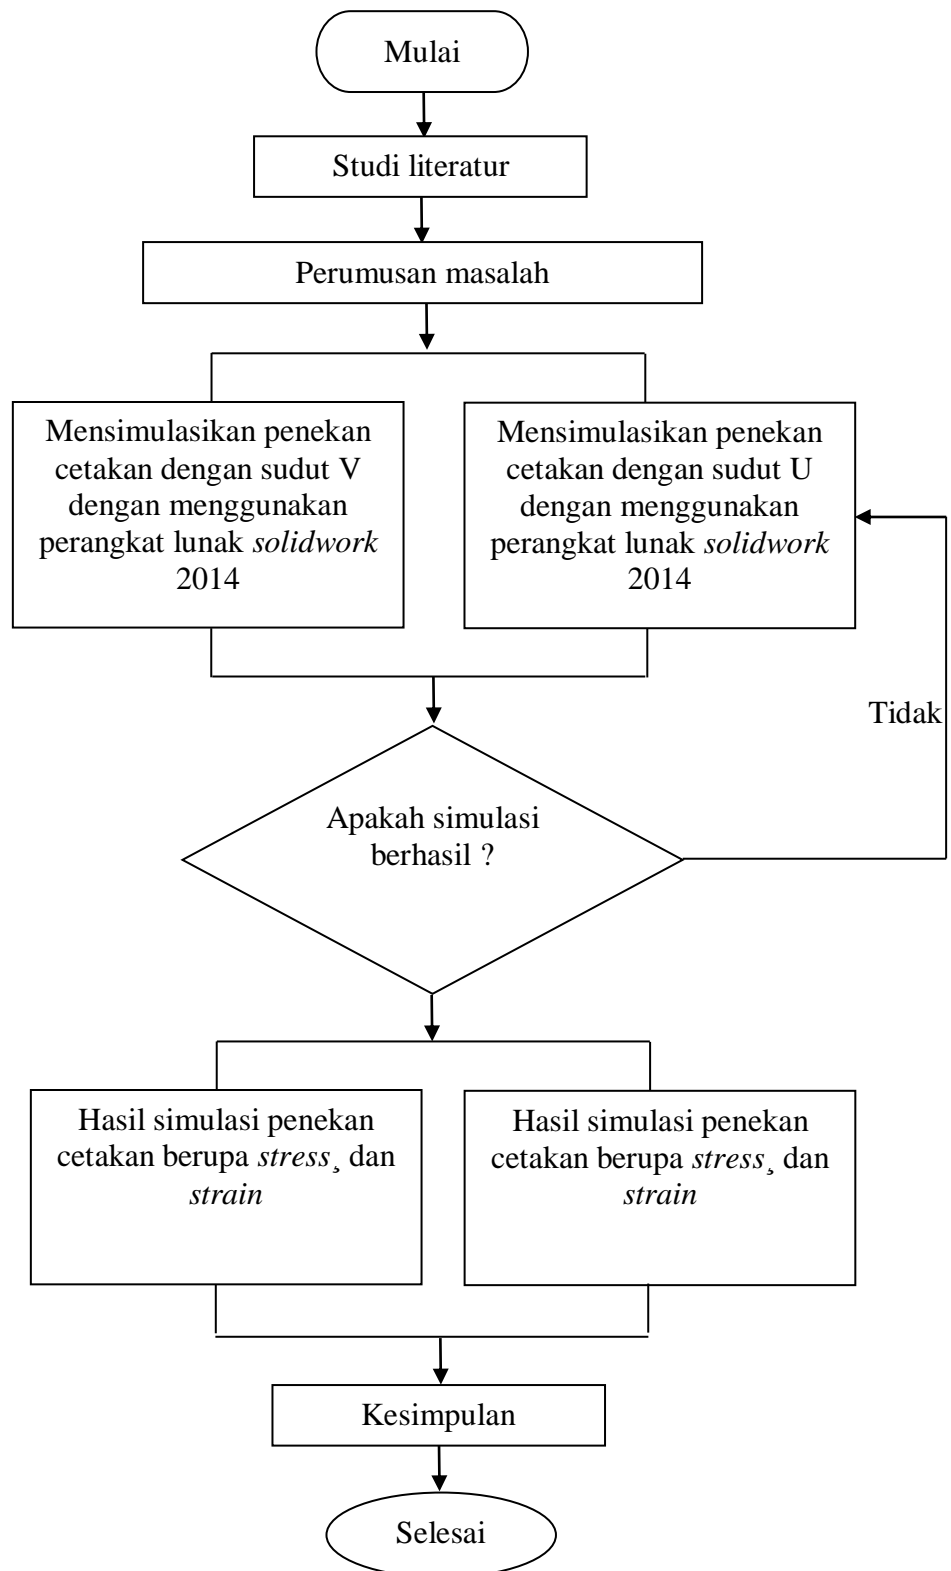 Mulai
Studi literatur
Perumusan masalah
Mensimulasikan penekan
cetakan dengan sudut V
dengan menggunakan
perangkat lunak solidwork
2014
Mensimulasikan penekan
cetakan dengan sudut U
dengan menggunakan
perangkat lunak solidwork
2014
Tidak
Apakah simulasi
berhasil ?
Hasil simulasi penekan
cetakan berupa stress¸ dan
strain
Hasil simulasi penekan
cetakan berupa stress¸ dan
strain
Kesimpulan
Selesai